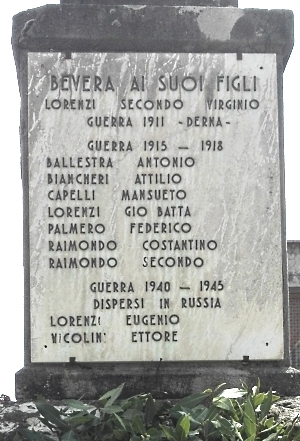 BEVERA AI SUOI FIGLI
LORENZI SECONDO VIRGINIO
GUERRA 1911 -DERNA-
GUERRA 1915 - 1918
BALLESTRA ANTONIO
BIANCHERI ATTILIO
CAPELLI MANSUETO
LORENZI GIO BATTA
PALMERO FEDERICO
RAIMONDO COSTANTINO
RAIMONDO SECONDO
GUERRA 1940 - 1945
DISPERSI IN RUSSIA
LORENZI EUGENIO
VICOLIN' ETTORE